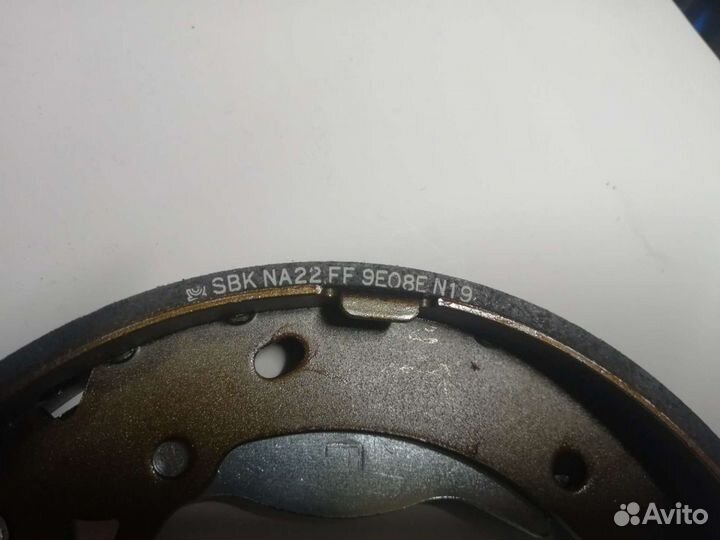 SBK NA22 FF 9E08E N19
Avito